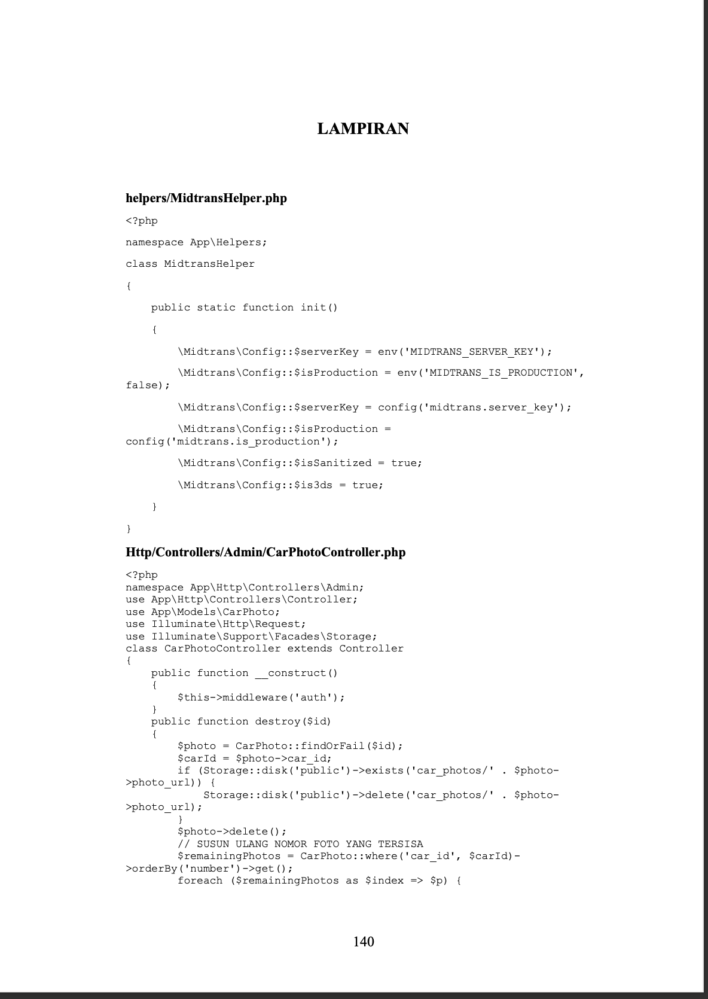 LAMPIRAN
helpers/MidtransHelper.php
<?php
namespace App\Helpers;
class MidtransHelper
{
    public static function init()
    {
        \Midtrans\Config::$serverKey = env('MIDTRANS_SERVER_KEY');
        \Midtrans\Config::$isProduction = env('MIDTRANS_IS_PRODUCTION',
false);
        \Midtrans\Config::$serverKey = config('midtrans.server_key');
        \Midtrans\Config::$isProduction =
config('midtrans.is_production');
        \Midtrans\Config::$isSanitized = true;
        \Midtrans\Config::$is3ds = true;
    }
}
Http/Controllers/Admin/CarPhotoController.php
<?php
namespace App\Http\Controllers\Admin;
use App\Http\Controllers\Controller;
use App\Models\CarPhoto;
use Illuminate\Http\Request;
use Illuminate\Support\Facades\Storage;
class CarPhotoController extends Controller
{
    public function __construct()
    {
        $this->middleware('auth');
    }
    public function destroy($id)
    {
        $photo = CarPhoto::findOrFail($id);
        $carId = $photo->car_id;
        if (Storage::disk('public')->exists('car_photos/' . $photo-
>photo_url)) {
            Storage::disk('public')->delete('car_photos/' . $photo-
>photo_url);
        }
        $photo->delete();
        // SUSUN ULANG NOMOR FOTO YANG TERSISA
        $remainingPhotos = CarPhoto::where('car_id', $carId)-
>orderBy('number')->get();
        foreach ($remainingPhotos as $index => $p) {
140